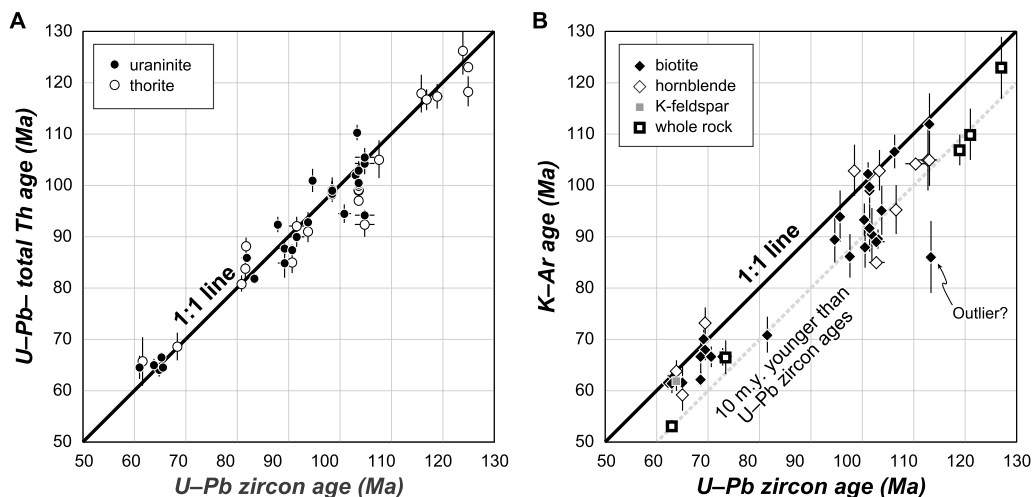 A
130
120
110
100
90
80
70
60
50
U–Pb– total Th age (Ma)
uraninite
thorite
1:1 line
50 60 70 80 90 100 110 120 130
U–Pb zircon age (Ma)
B
130
120
110
100
90
80
70
60
50
K–Ar age (Ma)
biotite
hornblende
K-feldspar
whole rock
1:1 line
Outlier?
10 m.y. younger than
U–Pb zircon ages
50 60 70 80 90 100 110 120 130
U–Pb zircon age (Ma)